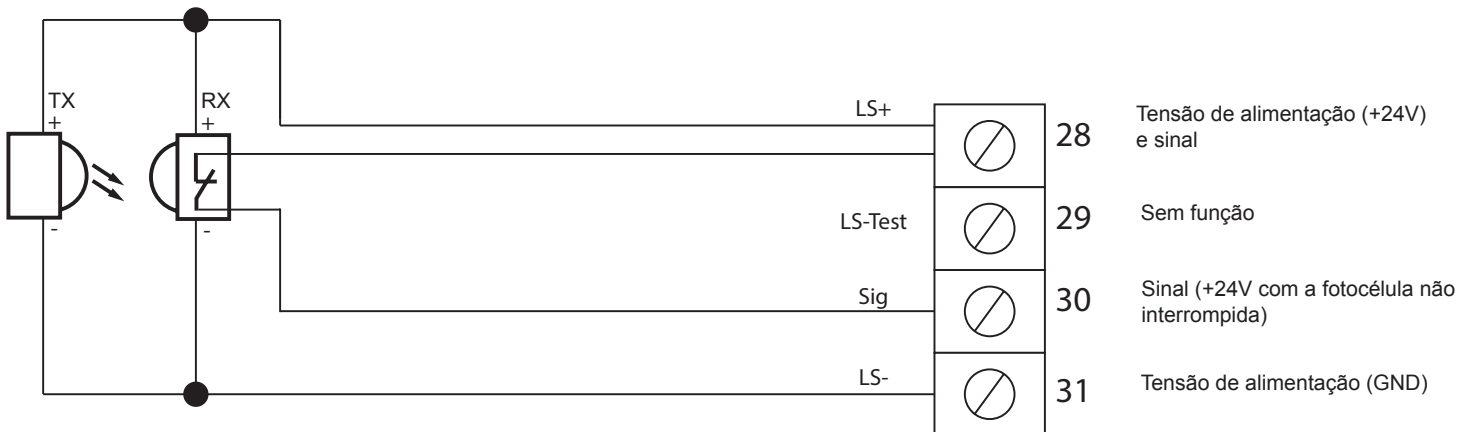 TX
+
-
RX
+
-
LS+
28
Tensão de alimentação (+24V)
e sinal
LS-Test
29
Sem função
Sig
30
Sinal (+24V com a fotocélula não
interrompida)
LS-
31
Tensão de alimentação (GND)